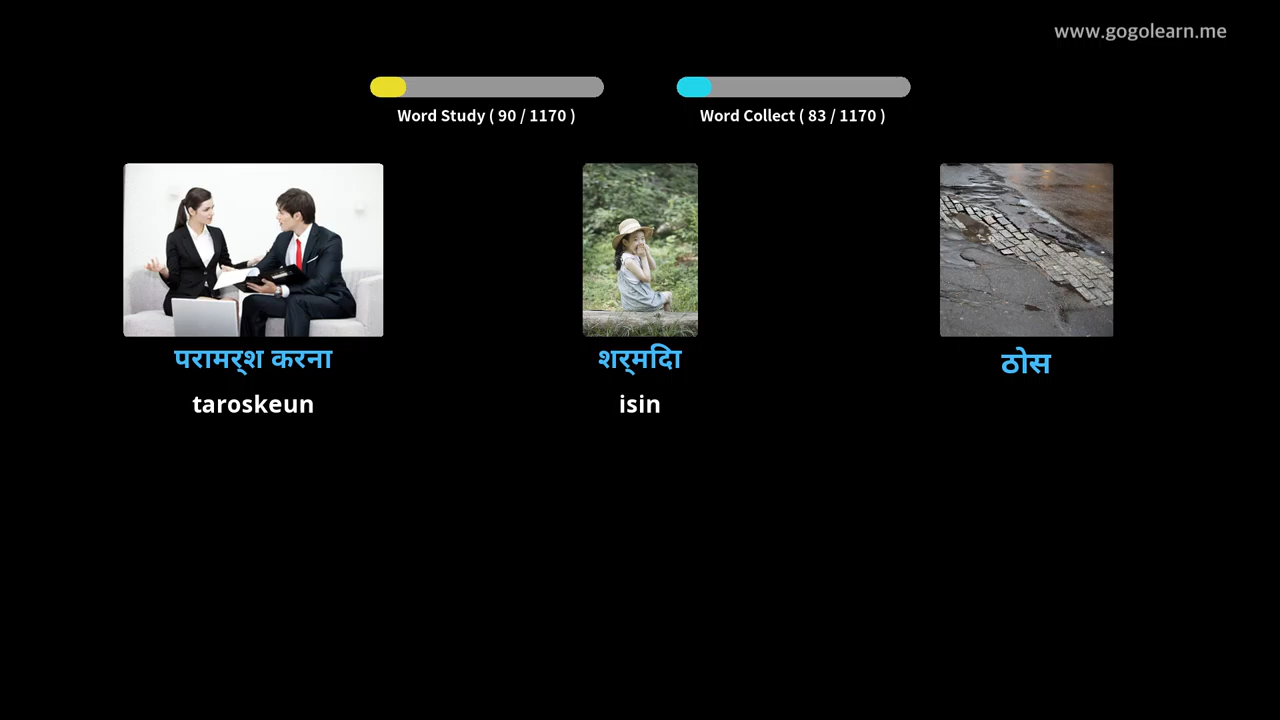 www.gogolearn.me
Word Study ( 90 / 1170 )
Word Collect ( 83 / 1170 )
परामर्श करना
शर्मिंदा
ठोस
taroskeun
isin